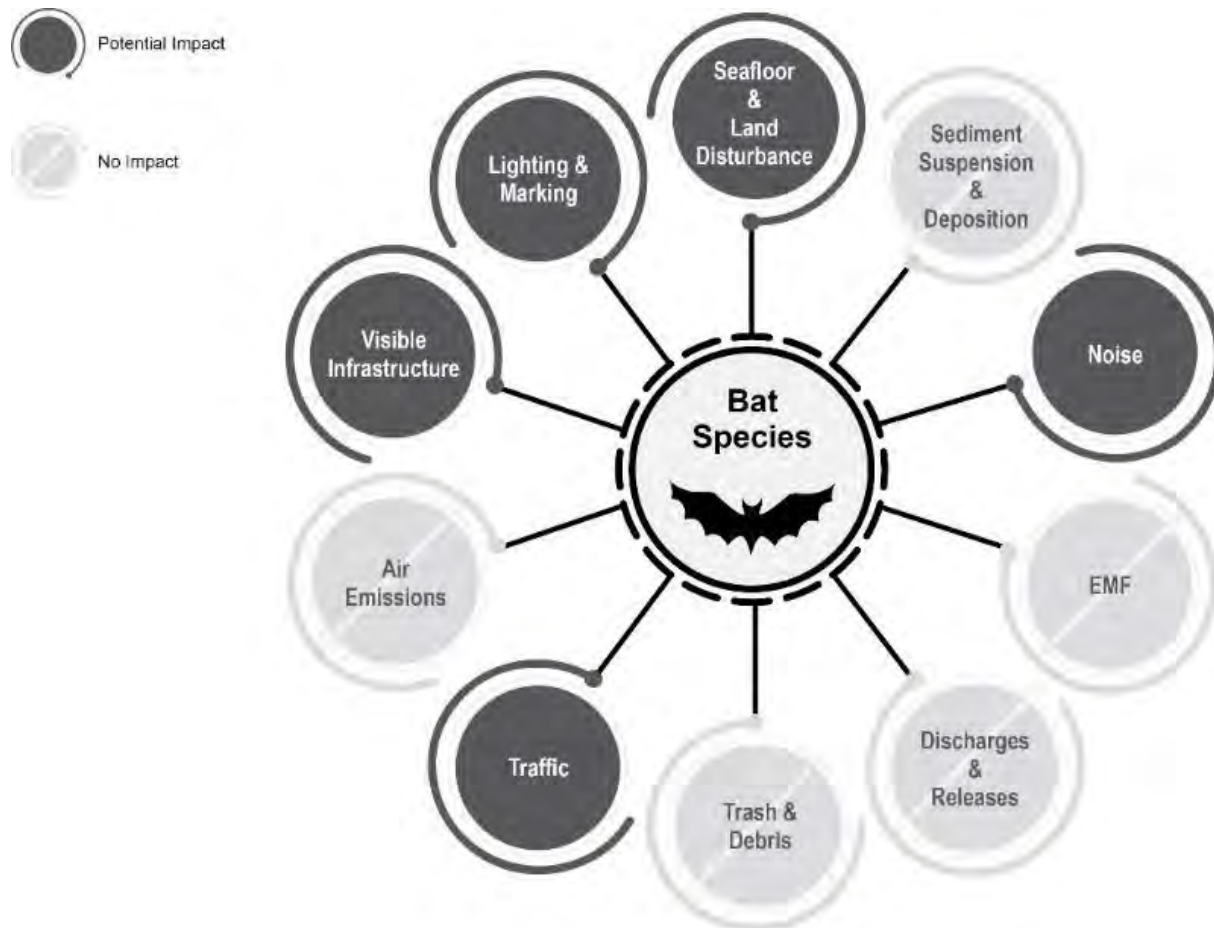 Potential Impact
No Impact
Seafloor
&
Land
Disturbance
Sediment
Suspension
&
Deposition
Lighting &
Marking
Noise
Visible
Infrastructure
Bat
Species
Air
Emissions
EMF
Traffic
Discharges
&
Releases
Trash &
Debris